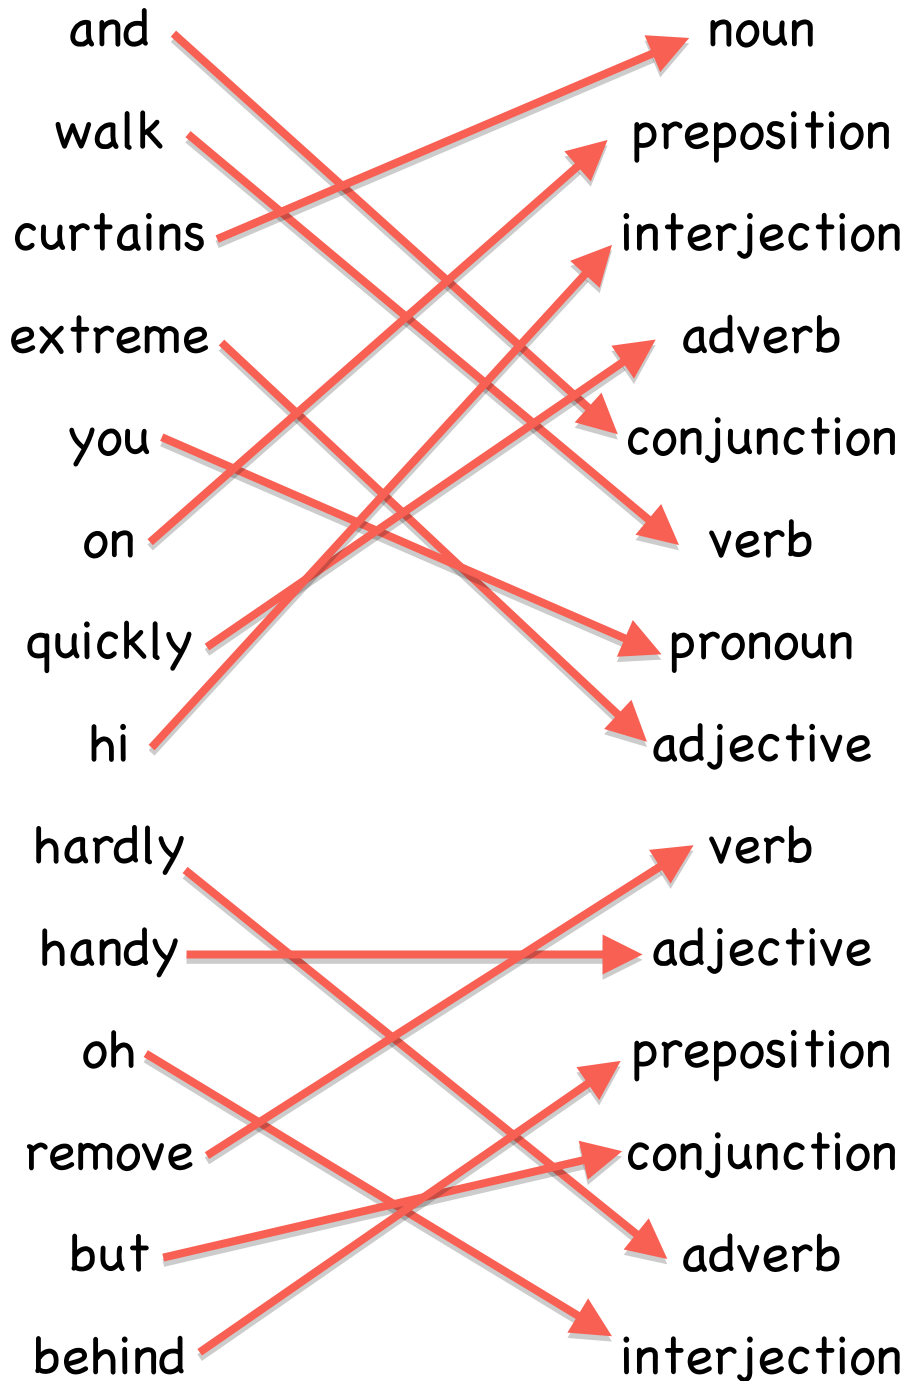 and noun
walk preposition
curtains interjection
extreme adverb
you conjunction
on verb
quickly pronoun
hi adjective
hardly verb
handy adjective
oh preposition
remove conjunction
but adverb
behind interjection